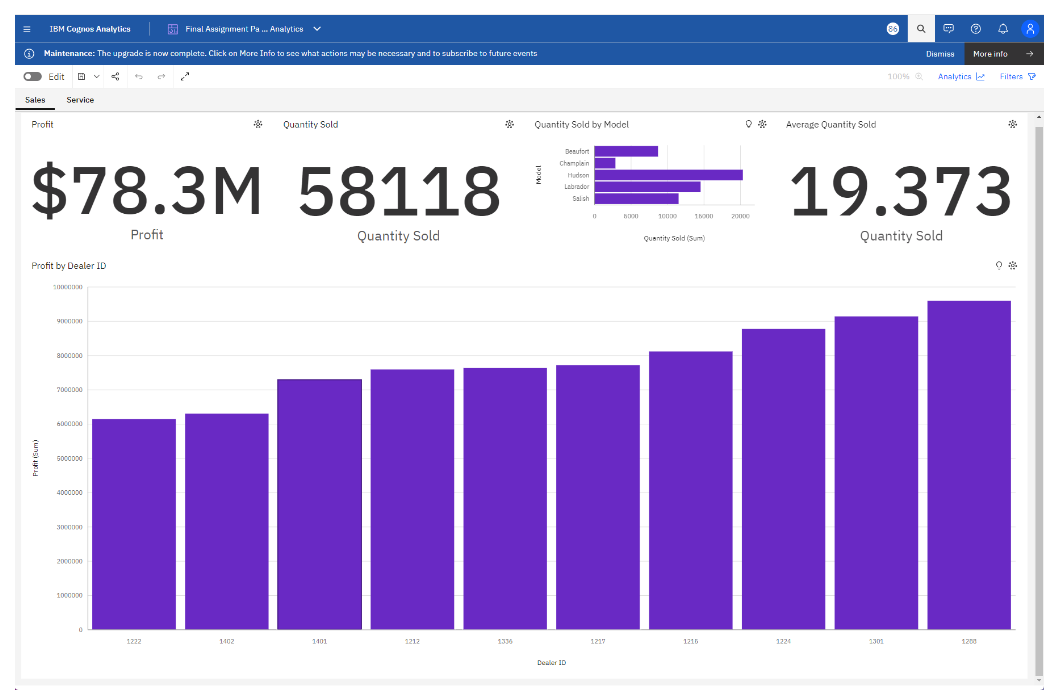 IBM Cognos Analytics
Final Assignment Pa ... Analytics
86
Maintenance: The upgrade is now complete. Click on More Info to see what actions may be necessary and to subscribe to future events
Dismiss
More info
Edit
100%
Analytics
Filters
Sales
Service
Profit
$78.3M
Profit
Quantity Sold
58118
Quantity Sold
Quantity Sold by Model
Model
Beaufort
Champlain
Hudson
Labrador
Salish
0 6000 10000 16000 20000
Quantity Sold (Sum)
Average Quantity Sold
19.373
Quantity Sold
Profit by Dealer ID
Profit (Sum)
10000000
9000000
8000000
7000000
6000000
5000000
4000000
3000000
2000000
1000000
0
1222 1402 1401 1212 1336 1217 1216 1224 1301 1288
Dealer ID